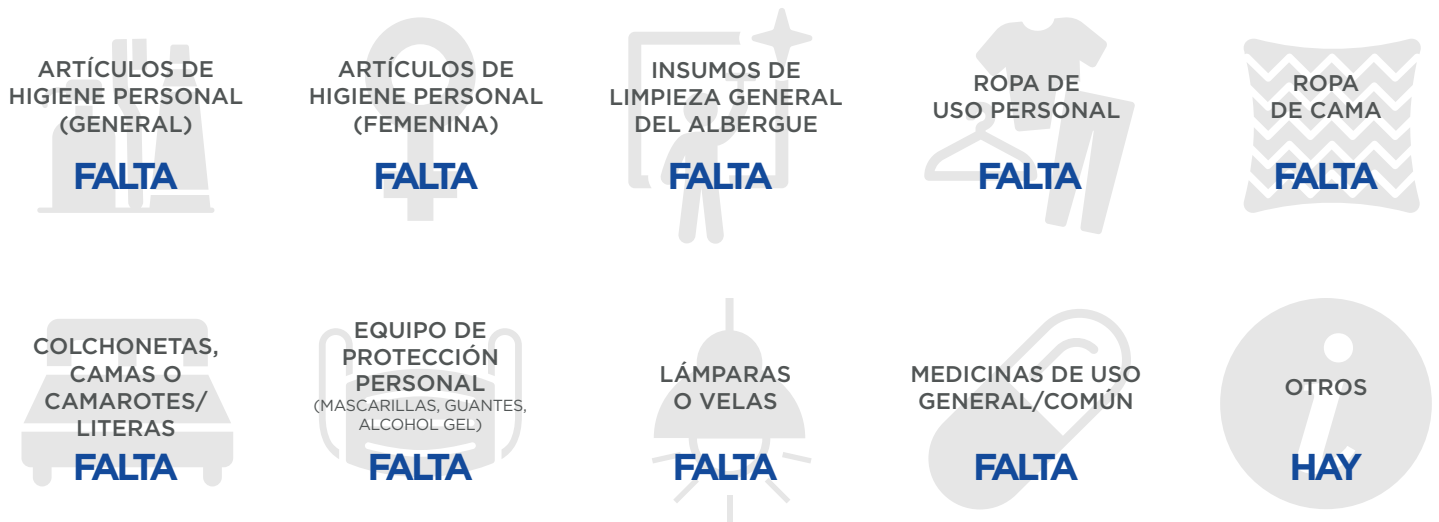 ARTÍCULOS DE
HIGIENE PERSONAL
(GENERAL)
FALTA
ARTÍCULOS DE
HIGIENE PERSONAL
(FEMENINA)
FALTA
INSUMOS DE
LIMPIEZA GENERAL
DEL ALBERGUE
FALTA
ROPA DE
USO PERSONAL
FALTA
ROPA
DE CAMA
FALTA
COLCHONETAS,
CAMAS O
CAMAROTES/
LITERAS
FALTA
EQUIPO DE
PROTECCIÓN
PERSONAL
(MASCARILLAS, GUANTES,
ALCOHOL GEL)
FALTA
LÁMPARAS
O VELAS
FALTA
MEDICINAS DE USO
GENERAL/COMÚN
FALTA
OTROS
HAY